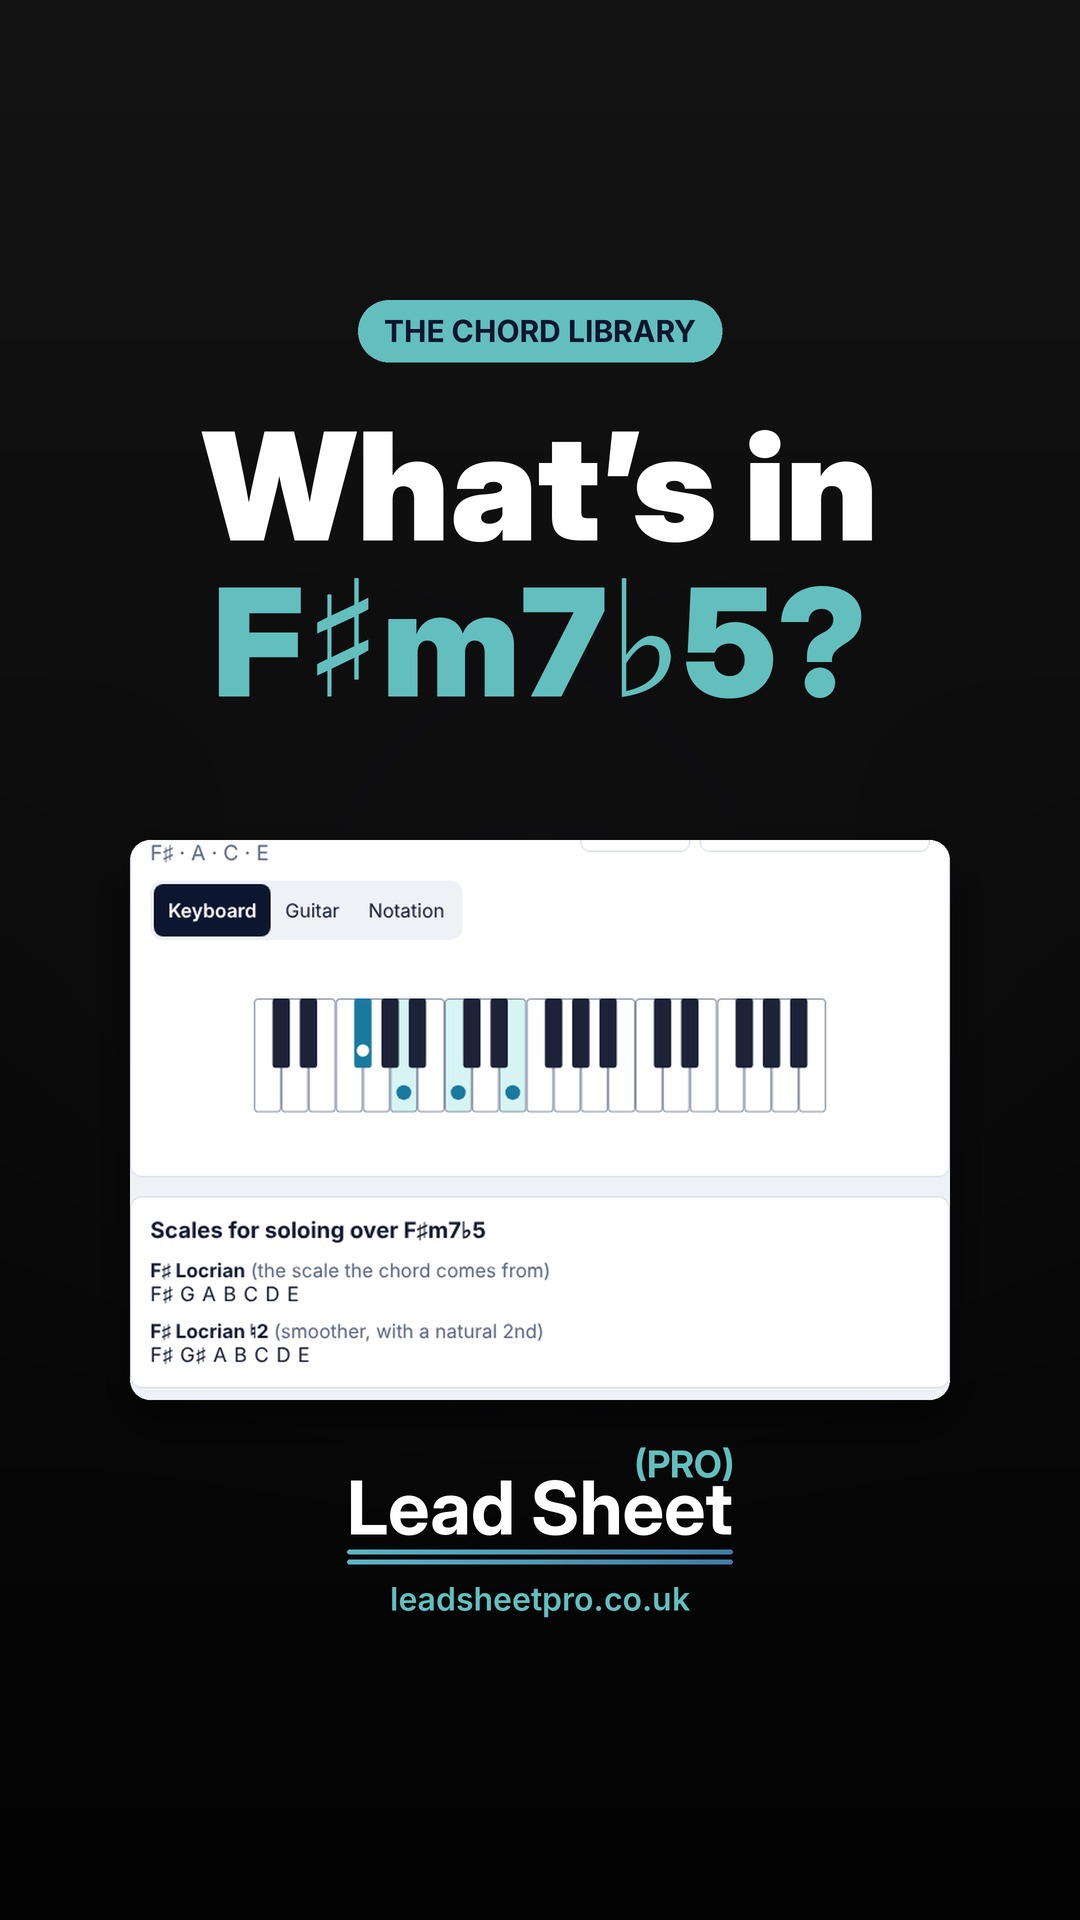 THE CHORD LIBRARY
What’s in
F♯m7♭5?
F♯ · A · C · E
Keyboard Guitar Notation
Scales for soloing over F♯m7♭5
F♯ Locrian (the scale the chord comes from)
F♯ G A B C D E
F♯ Locrian ♮2 (smoother, with a natural 2nd)
F♯ G♯ A B C D E
(PRO)
Lead Sheet
leadsheetpro.co.uk